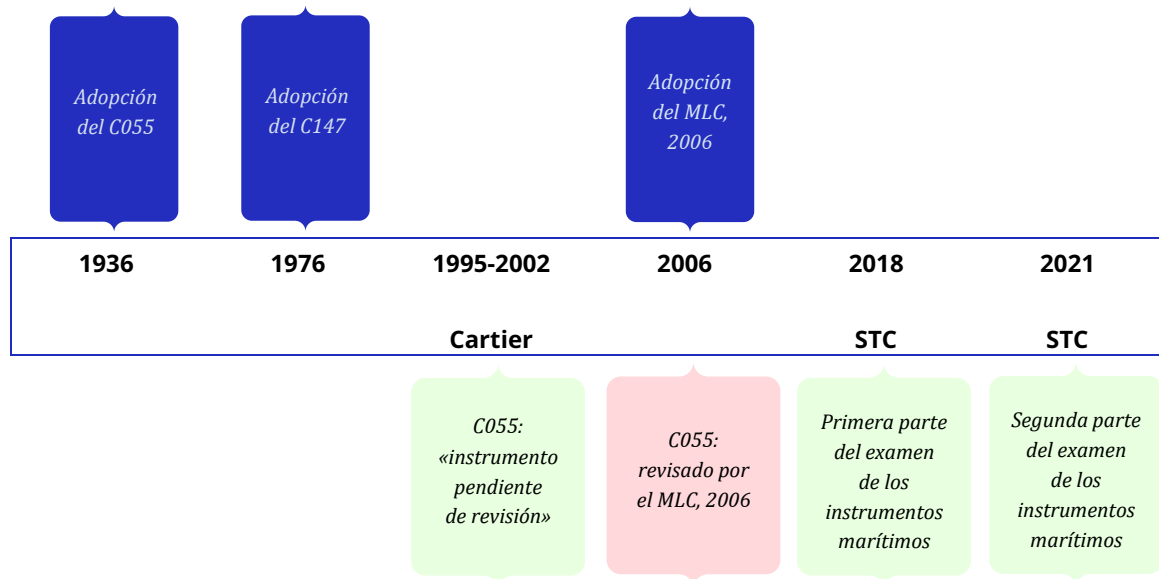 Adopción
del C055
Adopción
del C147
Adopción
del MLC,
2006
1936
1976
1995-2002
2006
2018
2021
Cartier
STC
STC
C055:
«instrumento
pendiente
de revisión»
C055:
revisado por
el MLC, 2006
Primera parte
del examen
de los
instrumentos
marítimos
Segunda parte
del examen
de los
instrumentos
marítimos